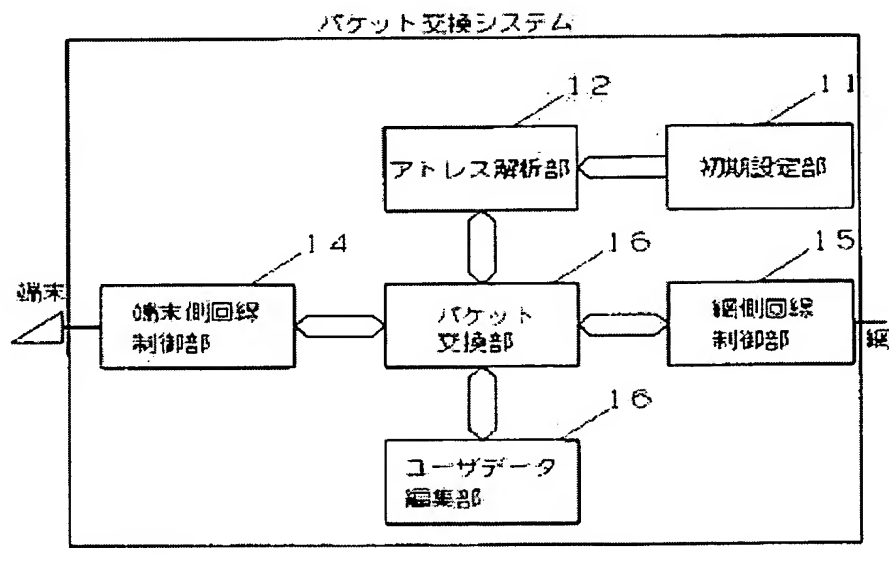 パケット交換システム
12
11
アドレス解析部
初期設定部
14
16
15
端末
端末側回線
制御部
パケット
交換部
網側回線
制御部
網
16
ユーザデータ
編集部